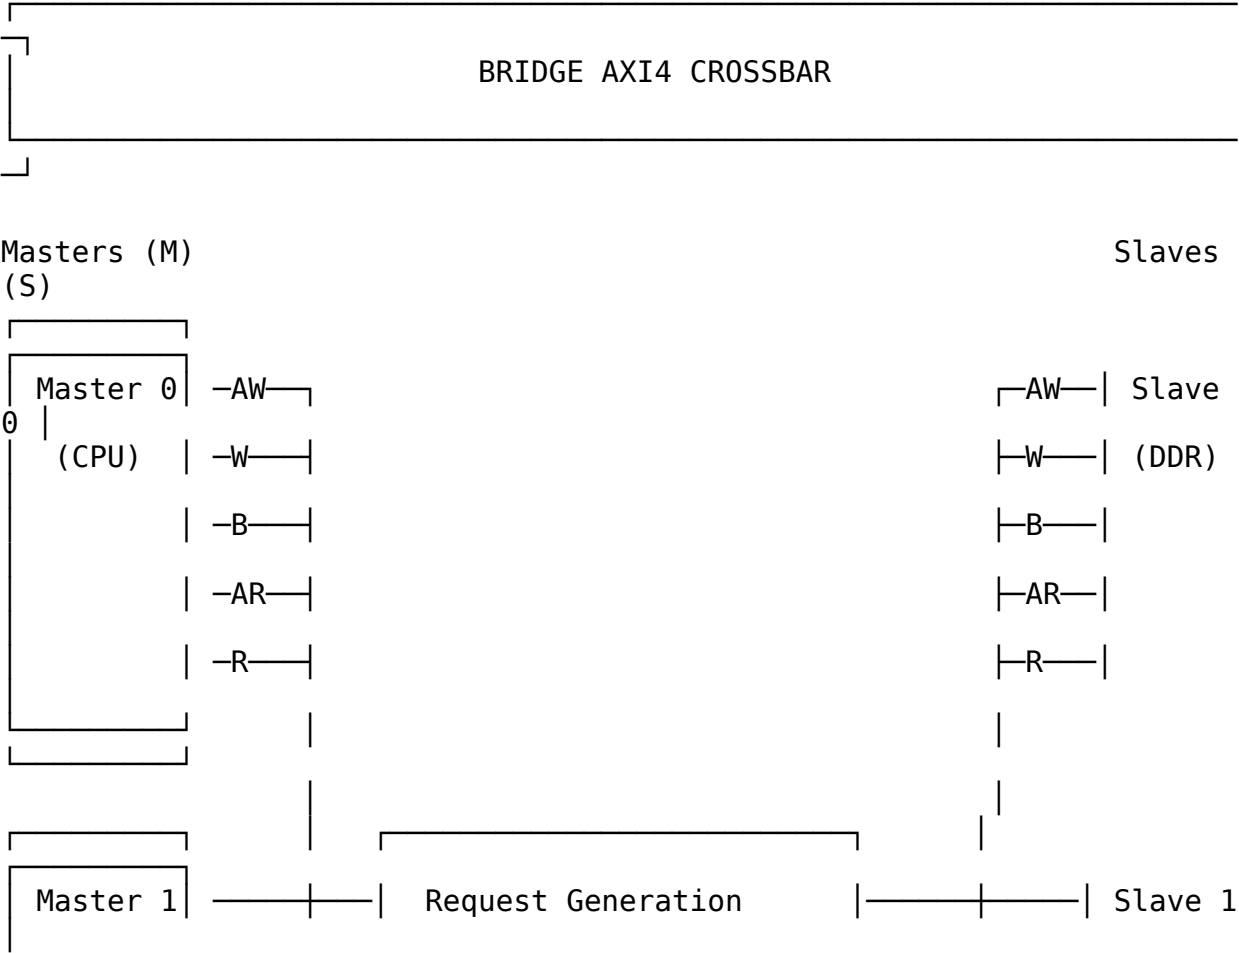 BRIDGE AXI4 CROSSBAR
Masters (M) Slaves
(S)
Master 0 AW AW Slave
0
(CPU) W W (DDR)
B B
AR AR
R R
Master 1 Request Generation Slave 1